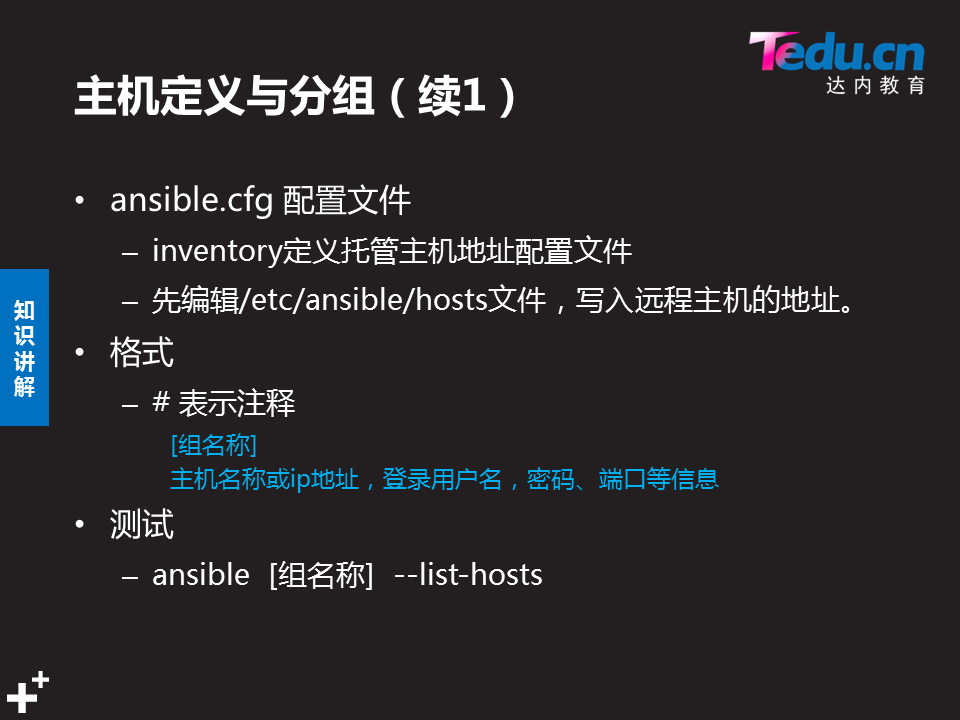 Tedu.cn
达内教育
主机定义与分组（续1）
• ansible.cfg 配置文件
– inventory定义托管主机地址配置文件
– 先编辑/etc/ansible/hosts文件，写入远程主机的地址。
知识讲解
• 格式
– # 表示注释
[组名称]
主机名称或ip地址，登录用户名，密码、端口等信息
• 测试
– ansible [组名称] --list-hosts